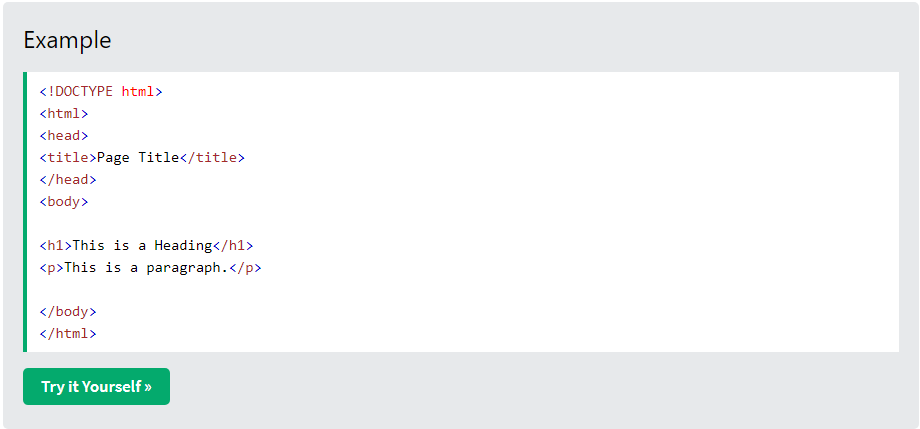 Example
<!DOCTYPE html>
<html>
<head>
<title>Page Title</title>
</head>
<body>
<h1>This is a Heading</h1>
<p>This is a paragraph.</p>
</body>
</html>
Try it Yourself »